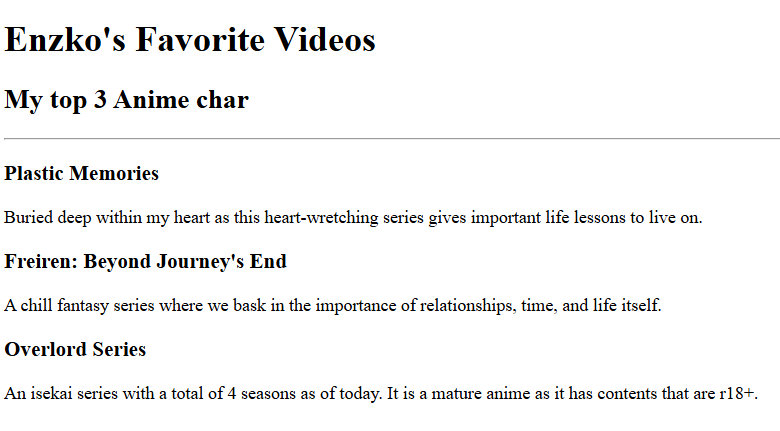 Enzko's Favorite Videos
My top 3 Anime char
Plastic Memories
Buried deep within my heart as this heart-wretching series gives important life lessons to live on.
Freiren: Beyond Journey's End
A chill fantasy series where we bask in the importance of relationships, time, and life itself.
Overlord Series
An isekai series with a total of 4 seasons as of today. It is a mature anime as it has contents that are r18+.